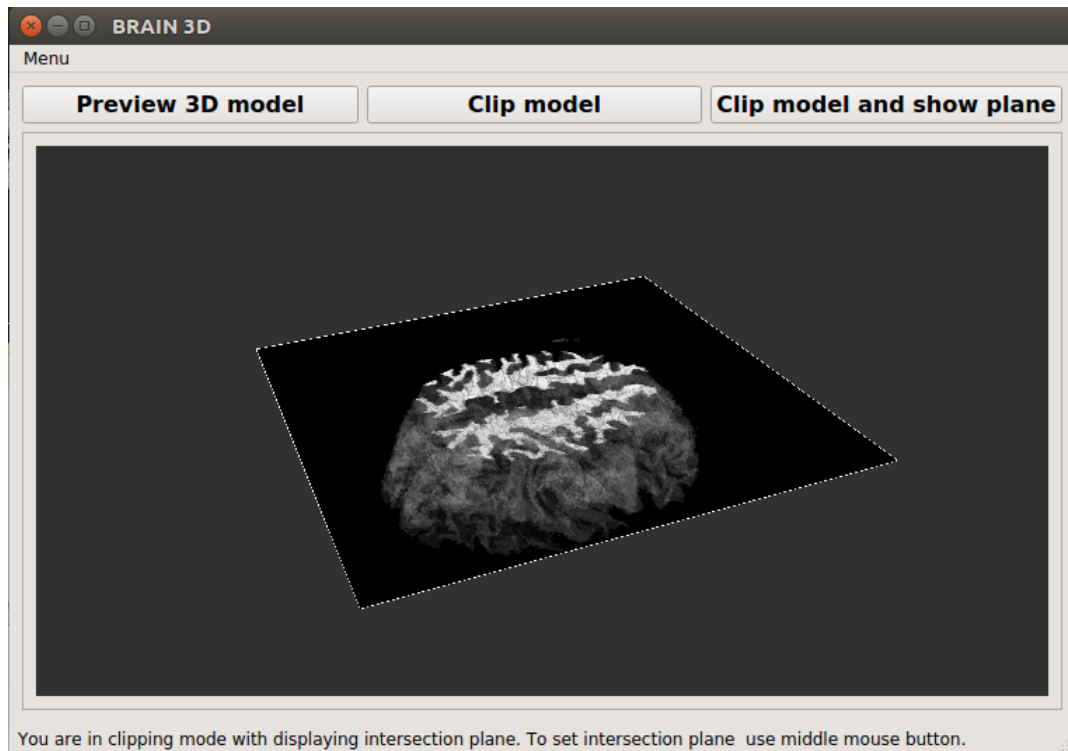 BRAIN 3D
Menu
Preview 3D model
Clip model
Clip model and show plane
You are in clipping mode with displaying intersection plane. To set intersection plane  use middle mouse button.